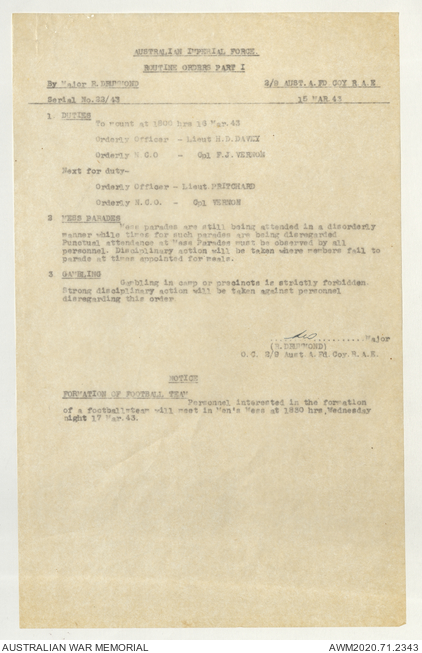 AUSTRALIAN IMPERIAL FORCE.
ROUTINE ORDERS PART I
By Major R. DRUMMOND 2/8 AUST. A. FD COY R A E
Serial No. 22/43 15 MAR. 43
1. DUTIES
To mount at 1800 hrs 16 Mar. 43
Orderly Officer - Lieut H.D. DAVEY
Orderly N C O - Cpl F.J. VERNON
Next for duty-
Orderly Officer - Lieut. PRITCHARD
Orderly N.C.O. - Cpl VERNON
2. MESS PARADES
Mess parades are still being attended in a disorderly
manner while times for such parades are being disregarded
Punctual attendance at Mess Parades must be observed by all
personnel. Disciplinary action will be taken where members fail to
parade at times appointed for meals.
3. GAMBLING
Gambling in camp or precincts is strictly forbidden
Strong disciplinary action will be taken against personnel
disregarding this order
Major
(R. DRUMMOND)
O.C. 2/8 Aust. A. Fd. Coy. R.A.E.
NOTICE
FORMATION OF FOOTBALL TEAM
Personnel interested in the formation
of a footballteam will meet in Men's Mess at 1830 hrs, Wednesday
night 17 Mar. 43.
AUSTRALIAN WAR MEMORIAL AWM2020.71.2343